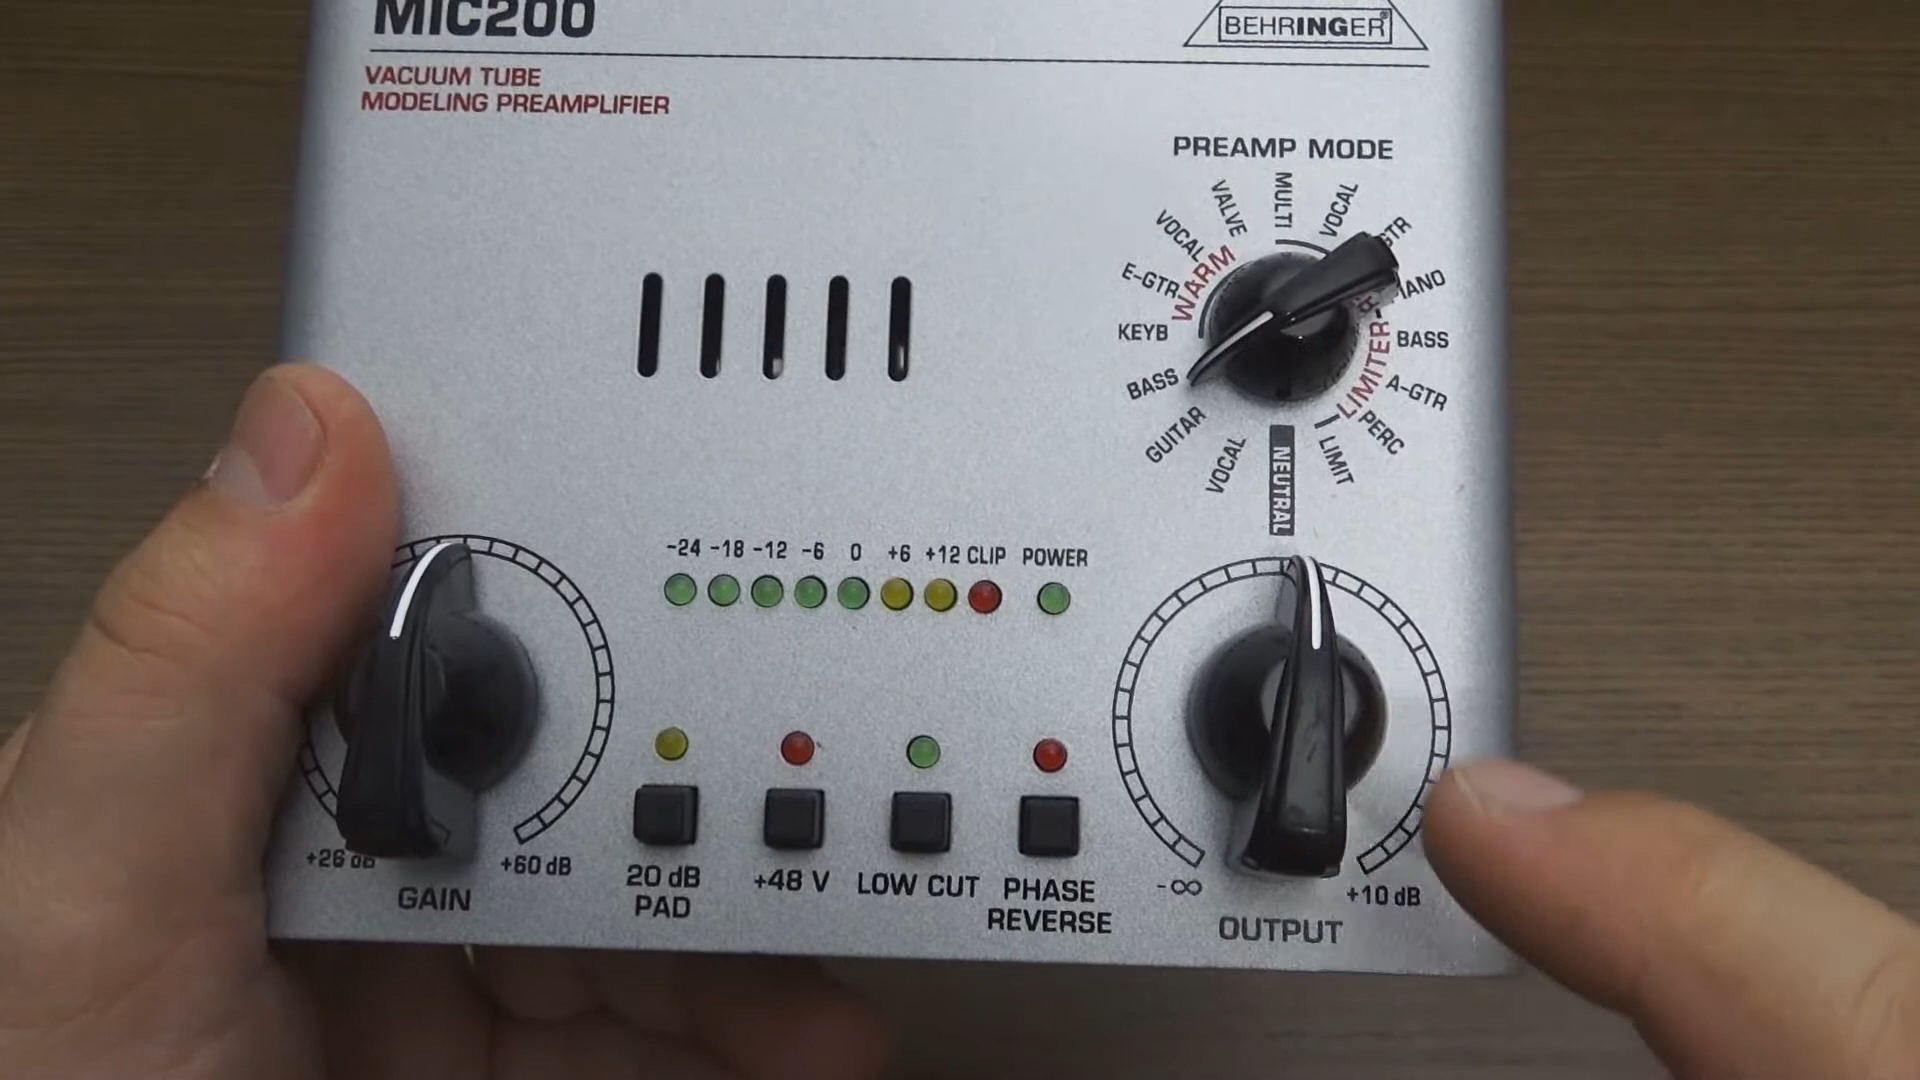 MIC200
BEHRINGER
VACUUM TUBE
MODELING PREAMPLIFIER
PREAMP MODE
MULTI
VOCAL
VALVE
VOCAL
E-GTR
KEYB
BASS
GUITAR
VOCAL
NEUTRAL
LIMIT
PERC
A-GTR
BASS
WARM
LIMITER
-24 -18 -12 -6 0 +6 +12 CLIP POWER
+26 dB
+60 dB
GAIN
20 dB
PAD
+48 V
LOW CUT
PHASE
REVERSE
-∞
+10 dB
OUTPUT